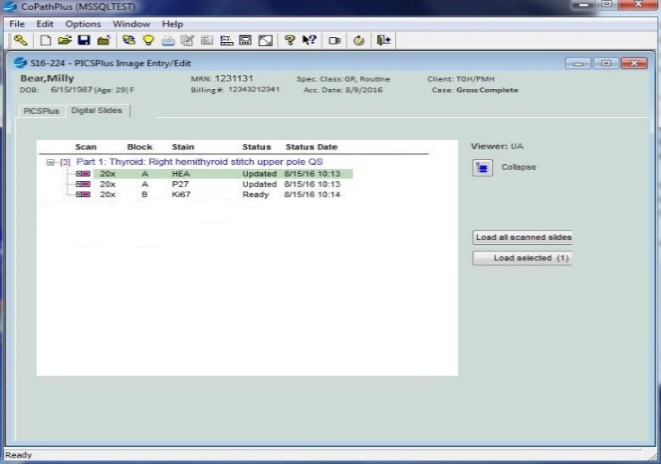 CoPathPlus (MSSQLTEST)
File Edit Options Window Help
S16-224 - PICSPlus Image Entry/Edit
Bear,Milly MRN: 1231131 Spec. Class: GR, Routine Client: TGH/PMH
DOB: 6/15/1987 (Age: 29) F Billing#: 12343212341 Acc. Date: 8/9/2016 Case: Gross Complete
PICSPlus Digital Slides
Scan Block Stain Status Status Date
Viewer: UA
[3] Part 1: Thyroid: Right hemithyroid stitch upper pole QS
Collapse
20x A HEA Updated 8/15/16 10:13
20x A P27 Updated 8/15/16 10:13
20x B Ki67 Ready 8/15/16 10:14
Load all scanned slides
Load selected (1)
Ready